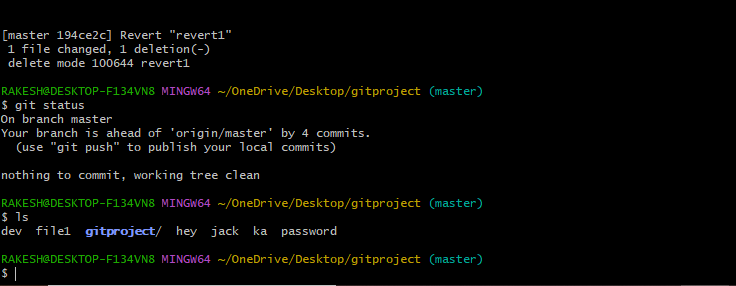 [master 194ce2c] Revert "revert1"
 1 file changed, 1 deletion(-)
 delete mode 100644 revert1
RAKESH@DESKTOP-F134VN8 MINGW64 ~/OneDrive/Desktop/gitproject (master)
$ git status
On branch master
Your branch is ahead of 'origin/master' by 4 commits.
  (use "git push" to publish your local commits)
nothing to commit, working tree clean
RAKESH@DESKTOP-F134VN8 MINGW64 ~/OneDrive/Desktop/gitproject (master)
$ ls
dev  file1  gitproject/  hey  jack  ka  password
RAKESH@DESKTOP-F134VN8 MINGW64 ~/OneDrive/Desktop/gitproject (master)
$